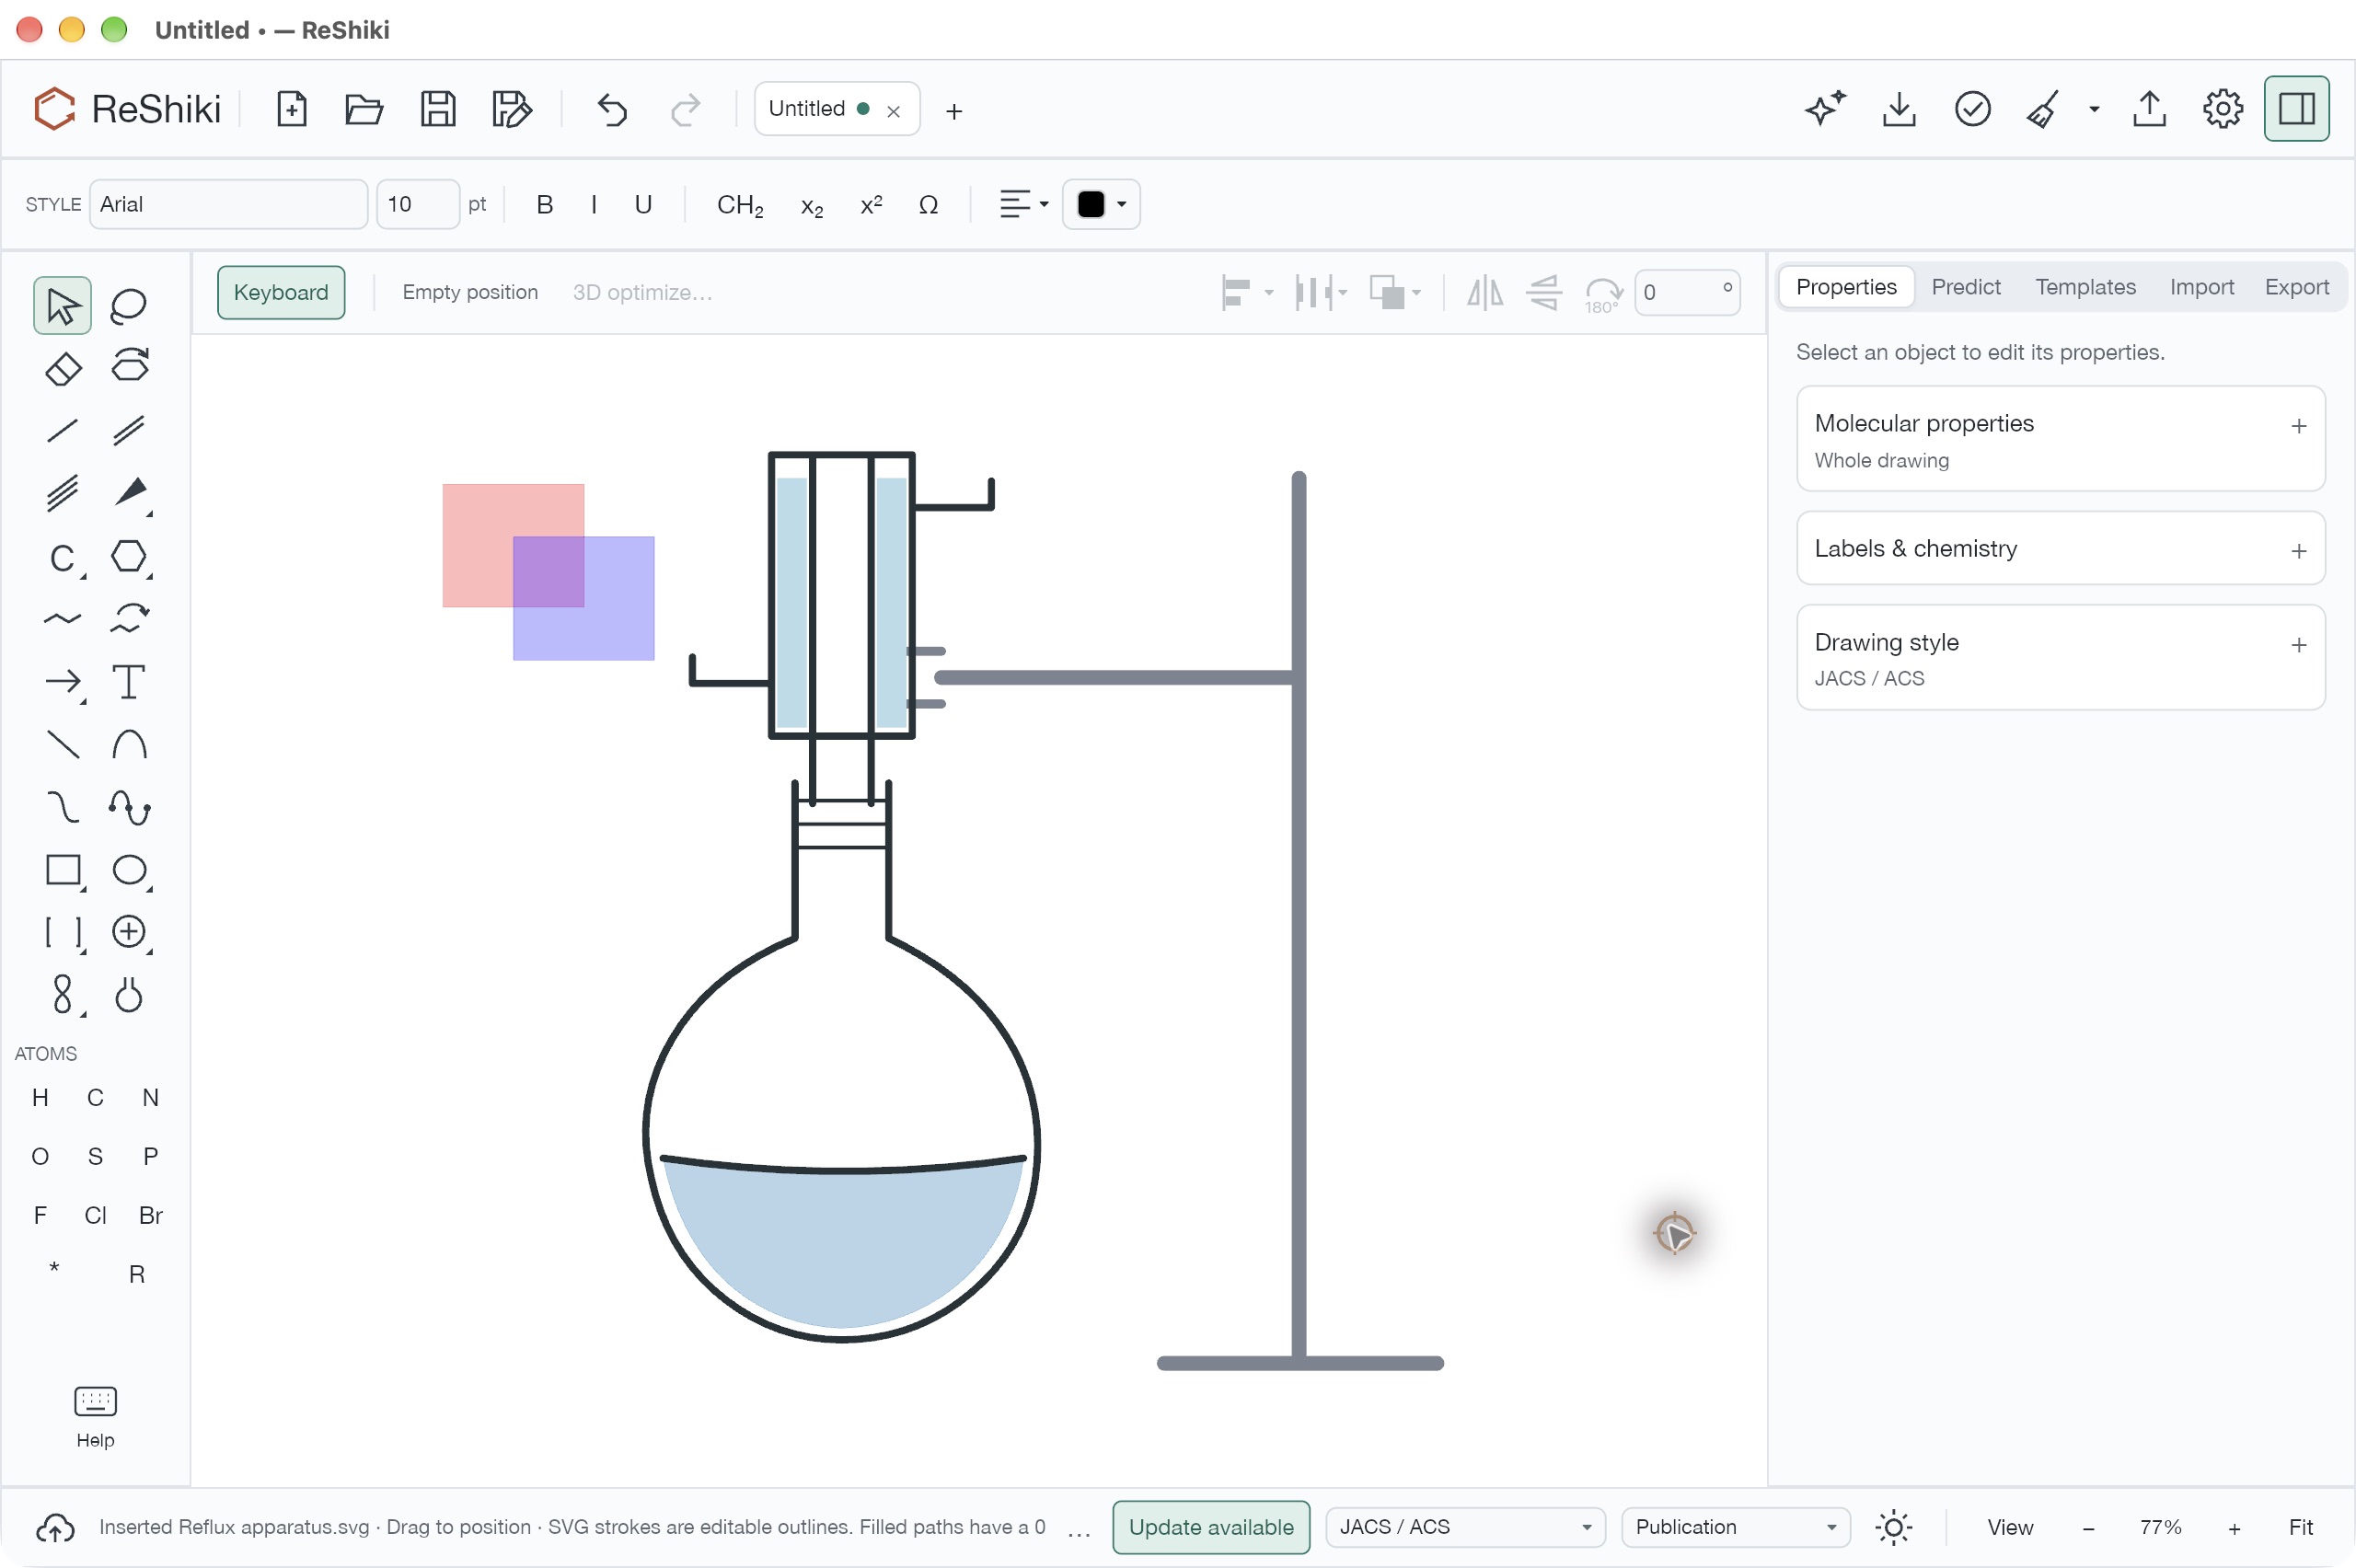 Untitled • — ReShiki
ReShiki
Untitled
STYLE Arial 10 pt B I U CH₂ x₂ x² Ω
Keyboard Empty position 3D optimize... 180° 0 °
Properties Predict Templates Import Export
Select an object to edit its properties.
Molecular properties
Whole drawing
Labels & chemistry
Drawing style
JACS / ACS
C
T
ATOMS
H C N
O S P
F Cl Br
* R
Help
Inserted Reflux apparatus.svg · Drag to position · SVG strokes are editable outlines. Filled paths have a 0 ...
Update available
JACS / ACS
Publication
View − 77% + Fit